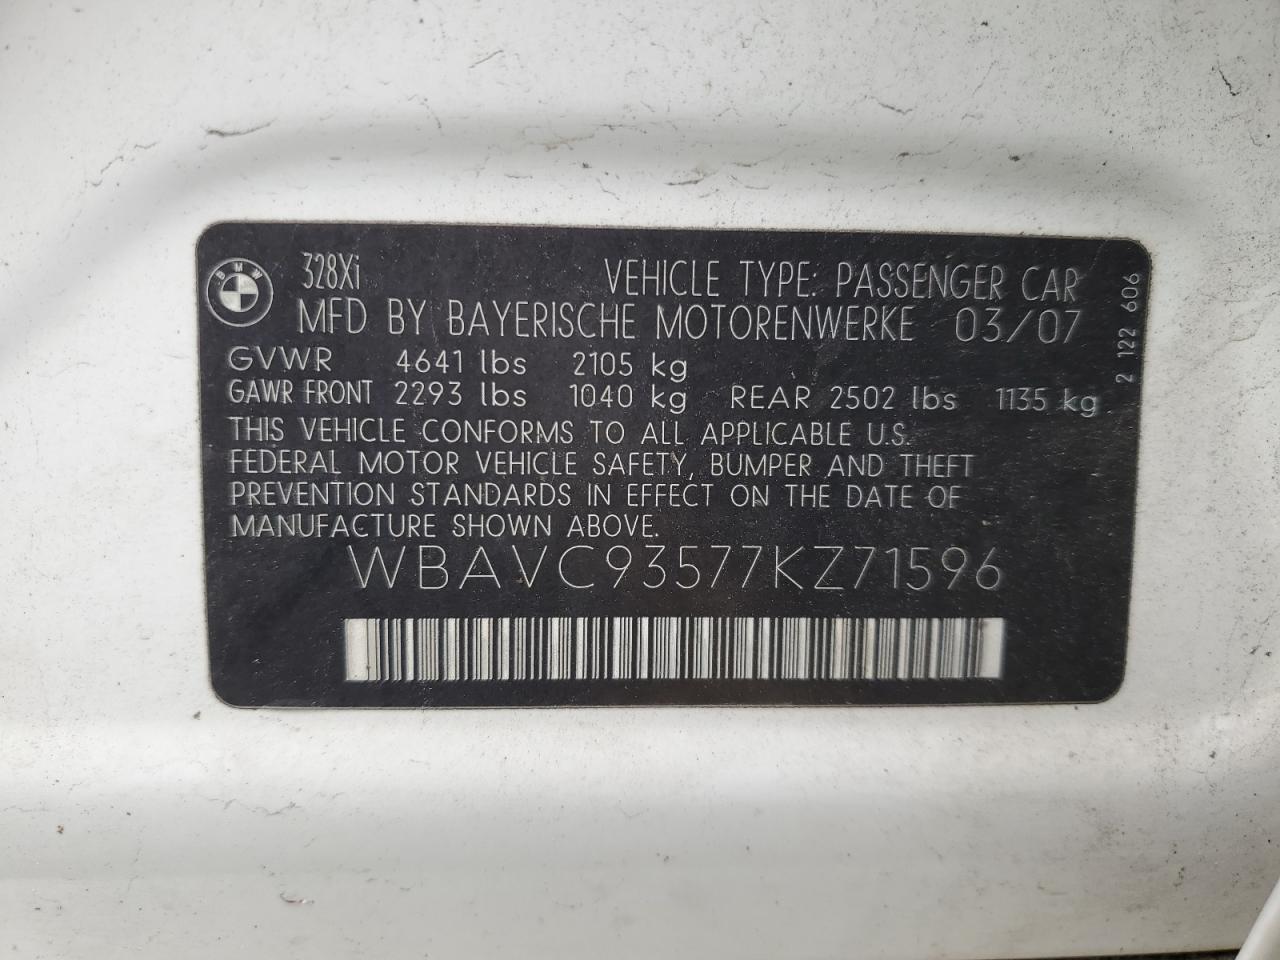 BMW
328Xi VEHICLE TYPE: PASSENGER CAR
MFD BY BAYERISCHE MOTORENWERKE 03/07
GVWR 4641 lbs 2105 kg
GAWR FRONT 2293 lbs 1040 kg REAR 2502 lbs 1135 kg
THIS VEHICLE CONFORMS TO ALL APPLICABLE U.S.
FEDERAL MOTOR VEHICLE SAFETY, BUMPER AND THEFT
PREVENTION STANDARDS IN EFFECT ON THE DATE OF
MANUFACTURE SHOWN ABOVE.
WBAVC93577KZ71596
2 122 606